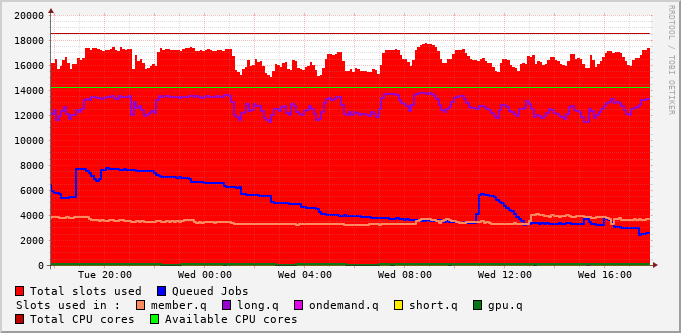 20000
18000
16000
14000
12000
10000
8000
6000
4000
2000
0
Tue 20:00 Wed 00:00 Wed 04:00 Wed 08:00 Wed 12:00 Wed 16:00
Total slots used Queued Jobs
Slots used in : member.q long.q ondemand.q short.q gpu.q
Total CPU cores Available CPU cores
RRDTOOL / TOBI OETIKER